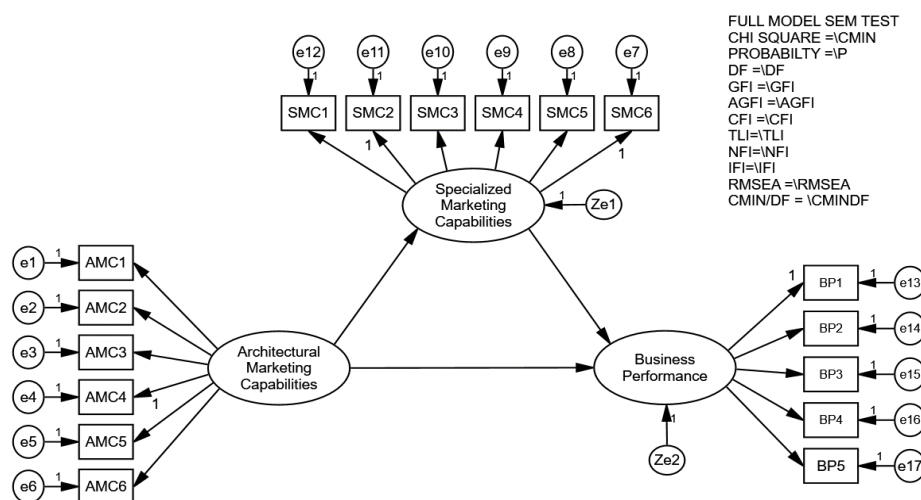 FULL MODEL SEM TEST
CHI SQUARE =\CMIN
PROBABILTY =\P
DF =\DF
GFI =\GFI
AGFI =\AGFI
CFI =\CFI
TLI=\TLI
NFI=\NFI
IFI=\IFI
RMSEA =\RMSEA
CMIN/DF = \CMINDF
e12 e11 e10 e9 e8 e7
1 1 1 1 1 1
SMC1 SMC2 SMC3 SMC4 SMC5 SMC6
1 1
Specialized
Marketing
Capabilities
1 Ze1
e1 1 AMC1
e2 1 AMC2
e3 1 AMC3
e4 1 AMC4
1
e5 1 AMC5
e6 1 AMC6
Architectural
Marketing
Capabilities
Business
Performance
1
Ze2
1 BP1 1 e13
BP2 1 e14
BP3 1 e15
BP4 1 e16
BP5 1 e17